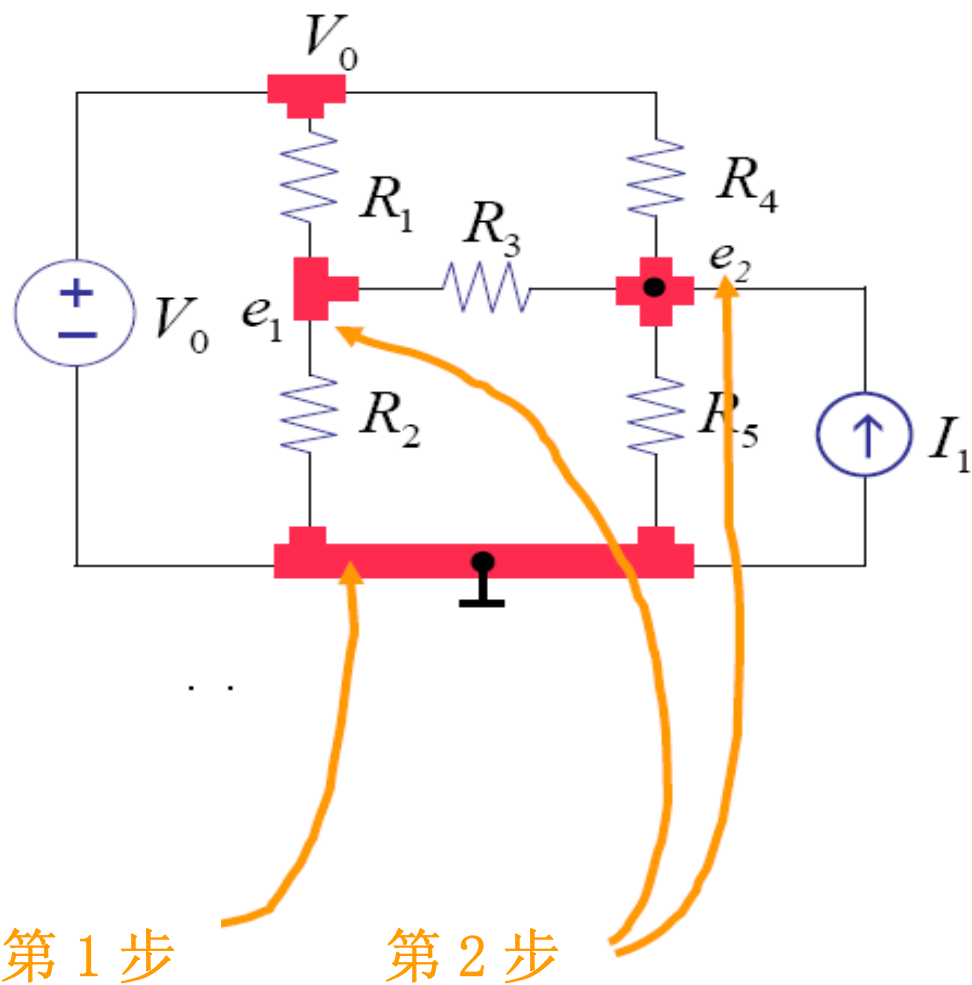 V₀
R₁
R₄
R₃
e₂
+
−
V₀
e₁
R₂
R₅
I₁
. .
第1步
第2步